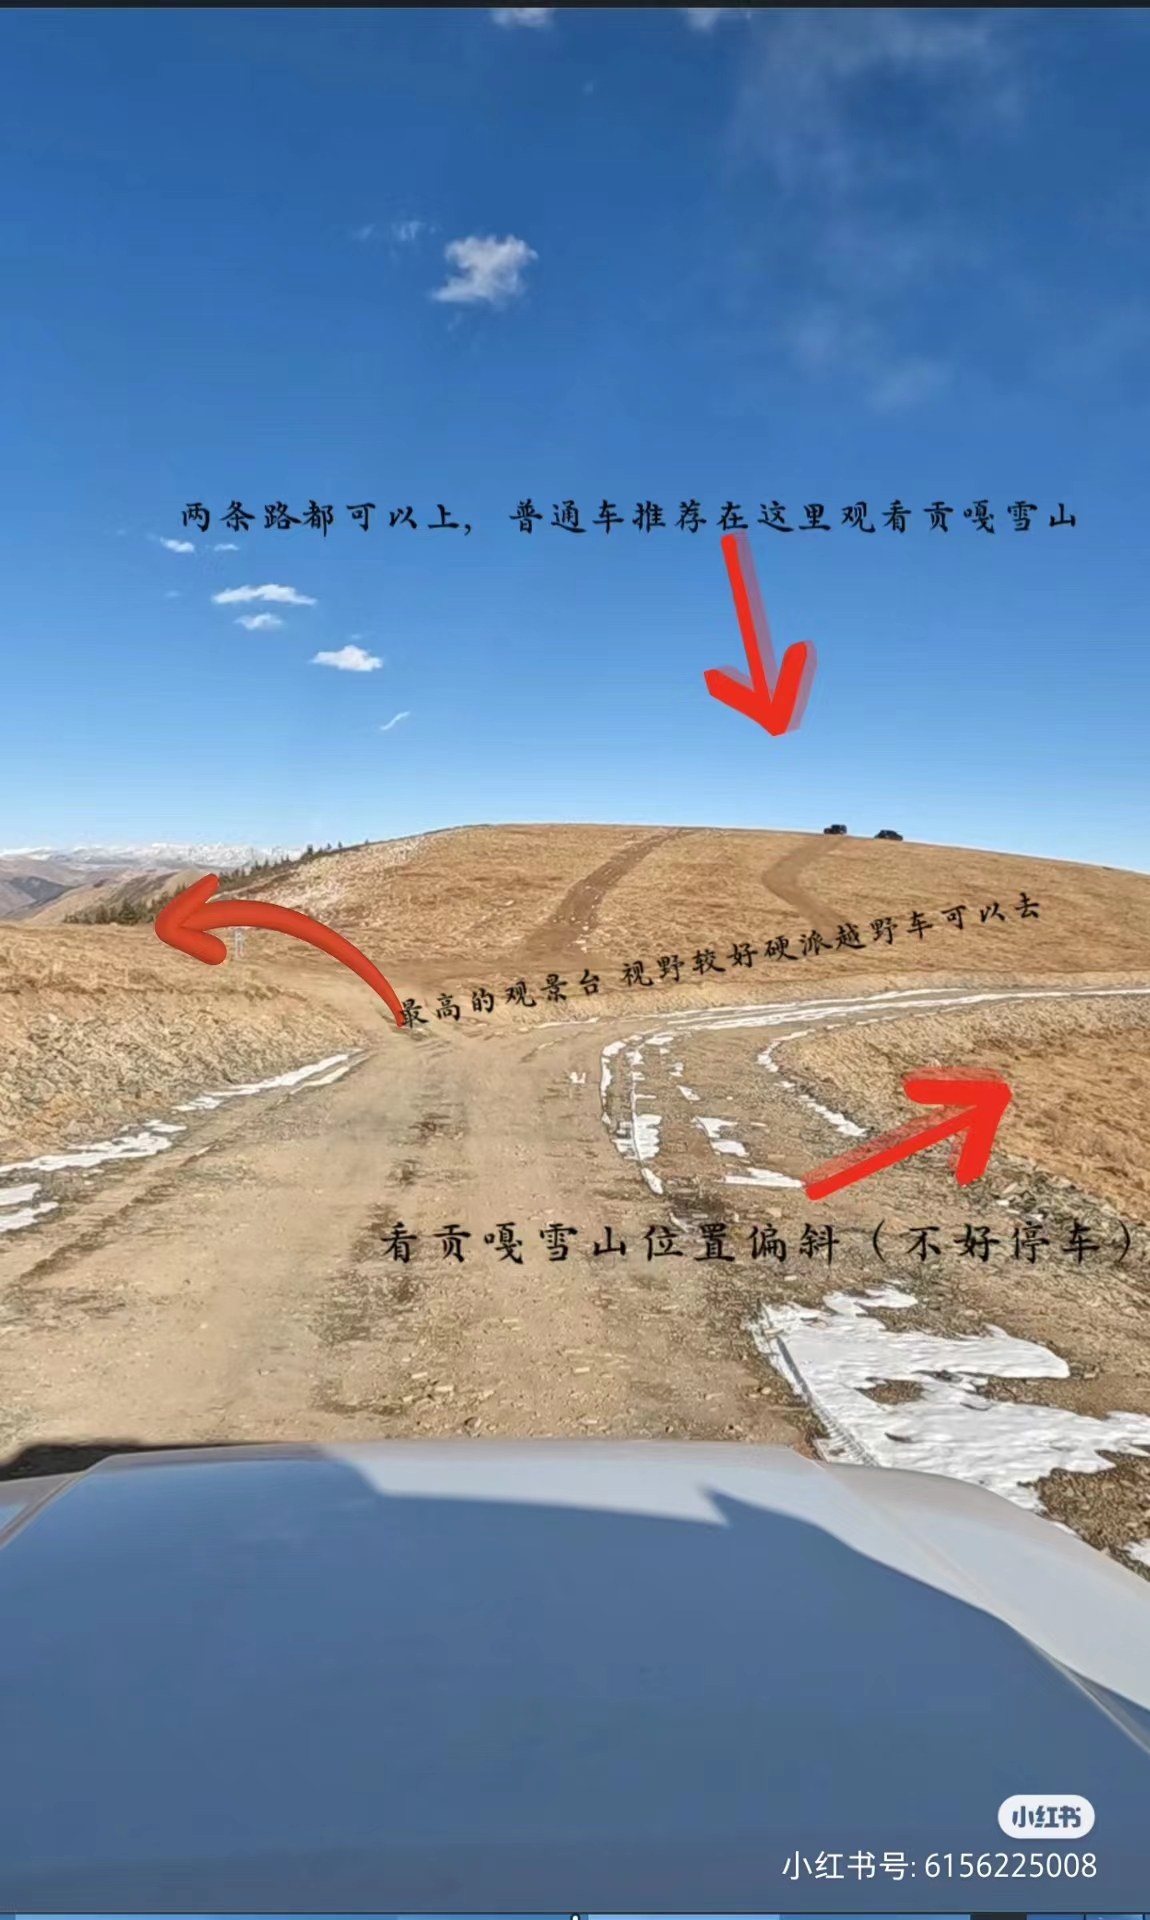 两条路都可以上，普通车推荐在这里观看贡嘎雪山
最高的观景台 视野较好硬派越野车可以去
看贡嘎雪山位置偏斜（不好停车）
小红书
小红书号: 6156225008